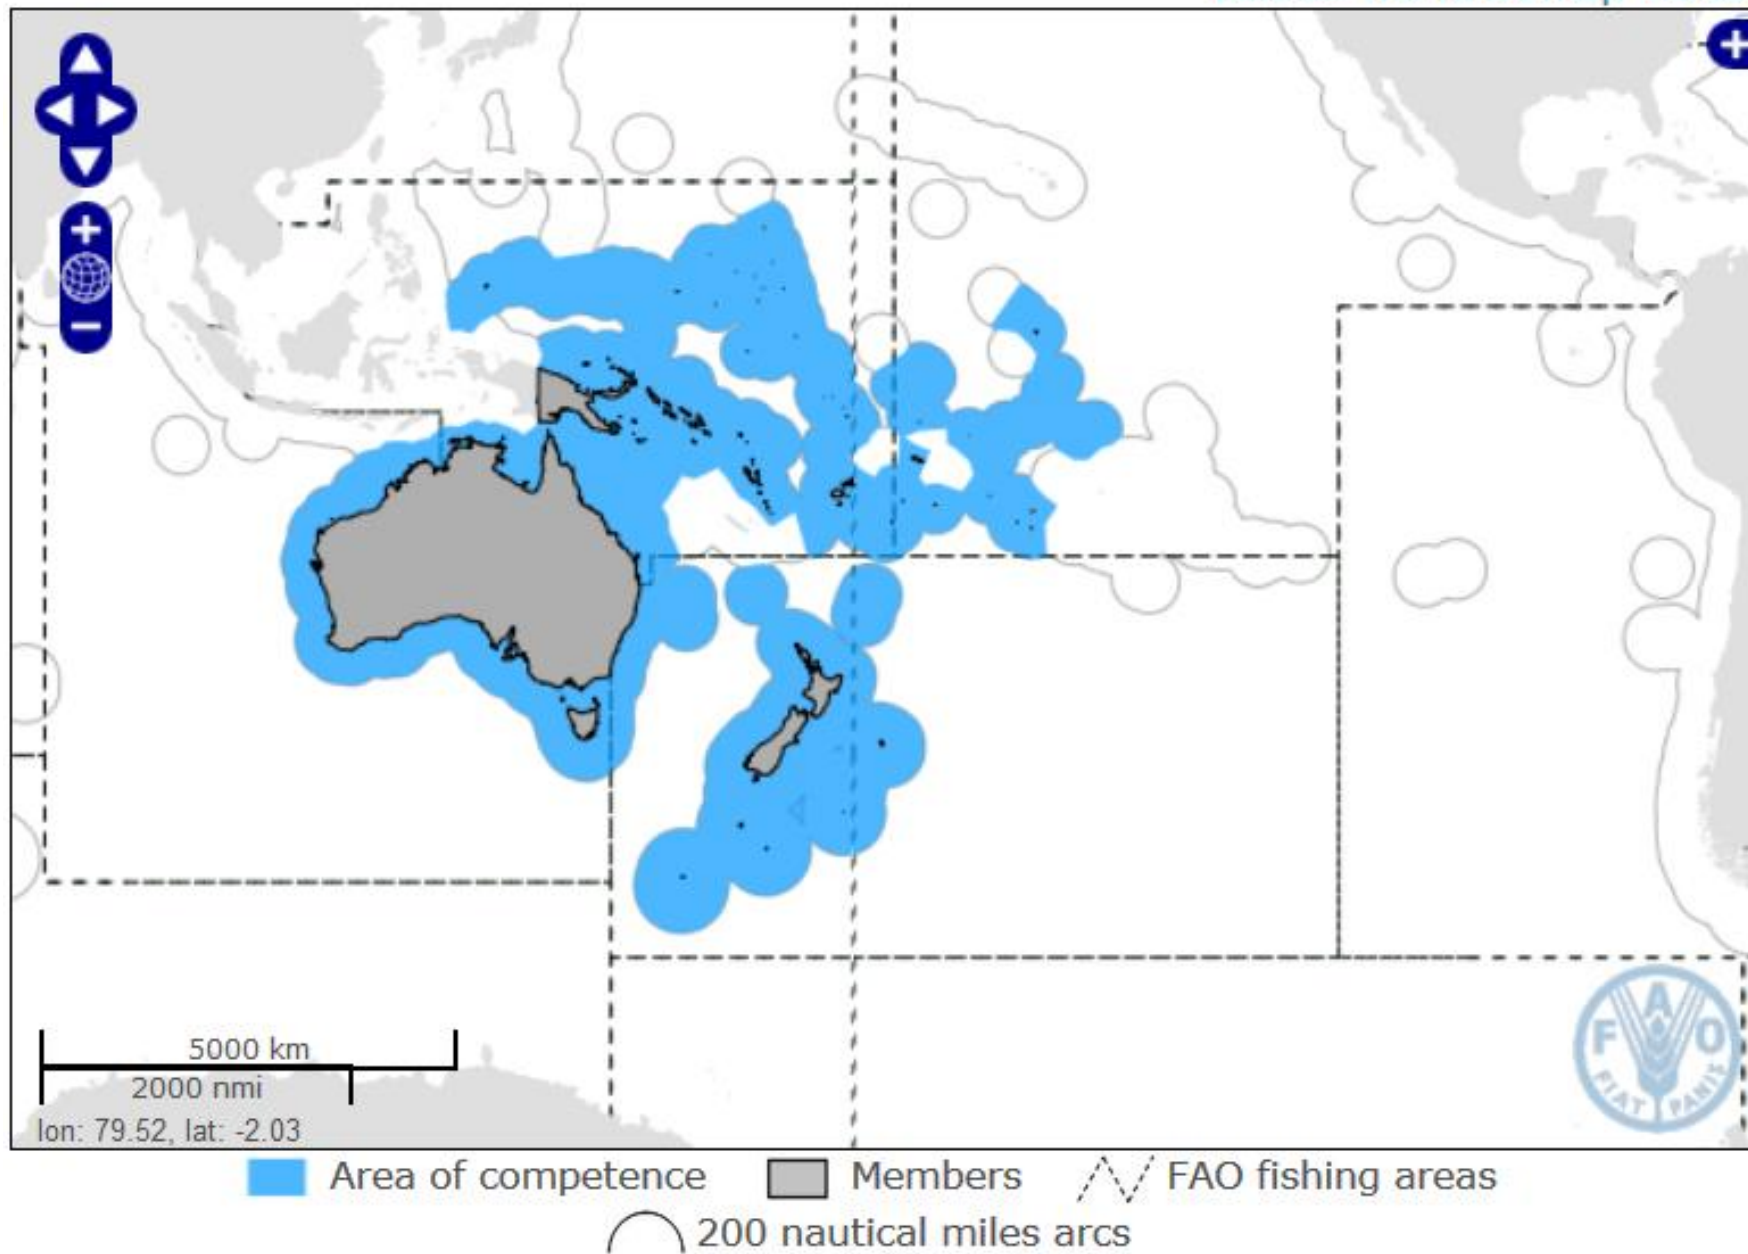 5000 km
2000 nmi
lon: 79.52, lat: -2.03
F A O
FIAT PANIS
Area of competence Members FAO fishing areas
200 nautical miles arcs